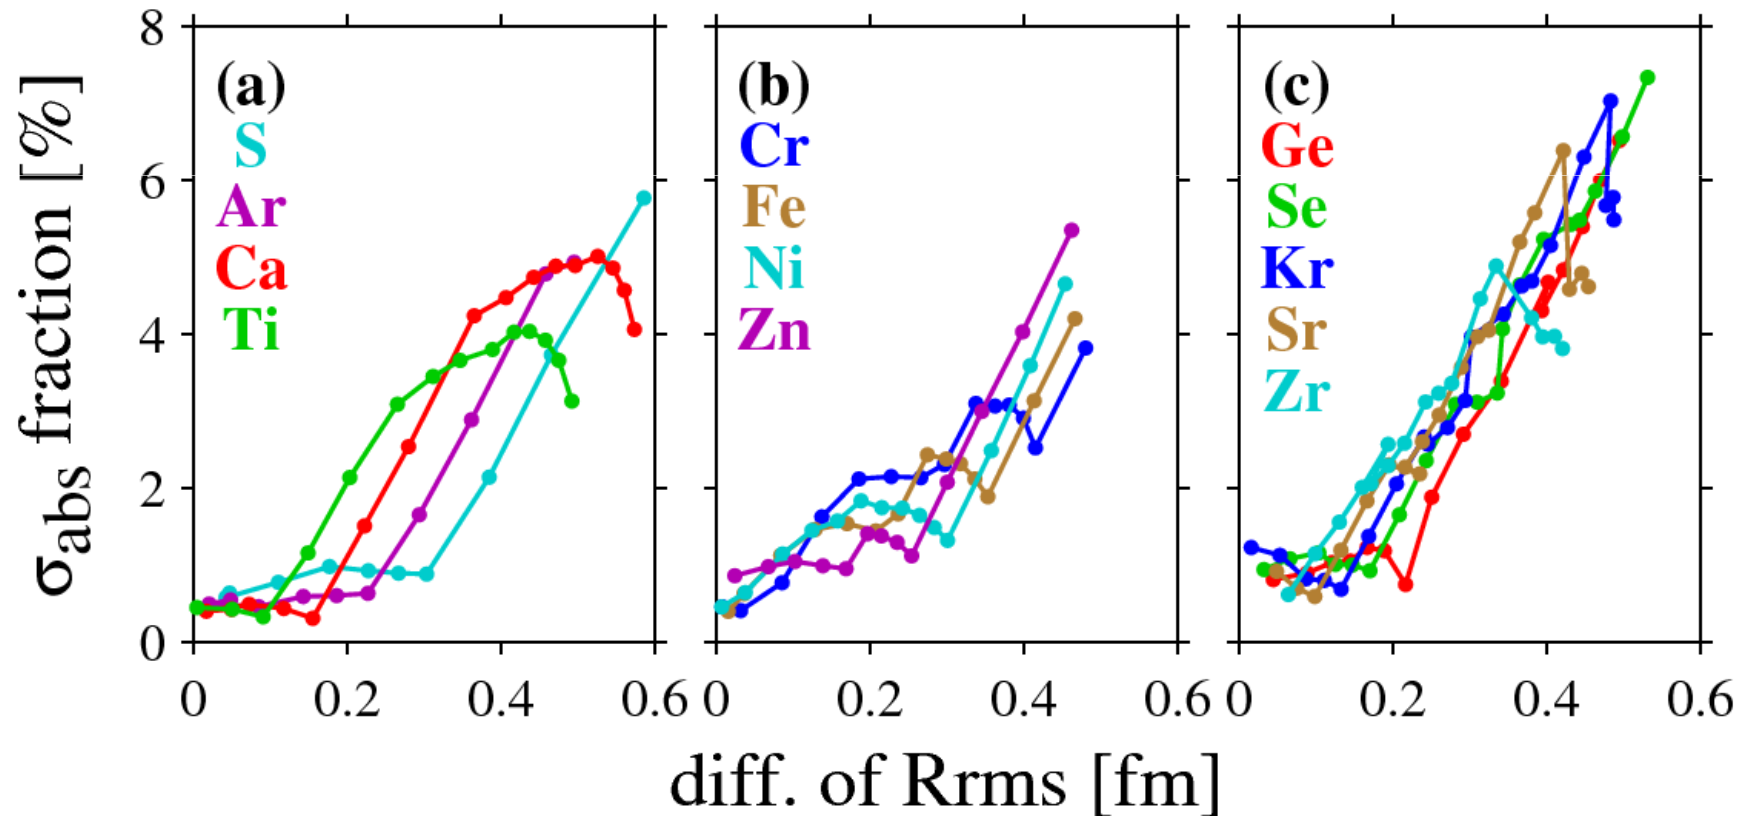 σabs fraction [%]
8
6
4
2
0
(a)
S
Ar
Ca
Ti
(b)
Cr
Fe
Ni
Zn
(c)
Ge
Se
Kr
Sr
Zr
0 0.2 0.4 0.6 0 0.2 0.4 0.6 0 0.2 0.4 0.6
diff. of Rrms [fm]